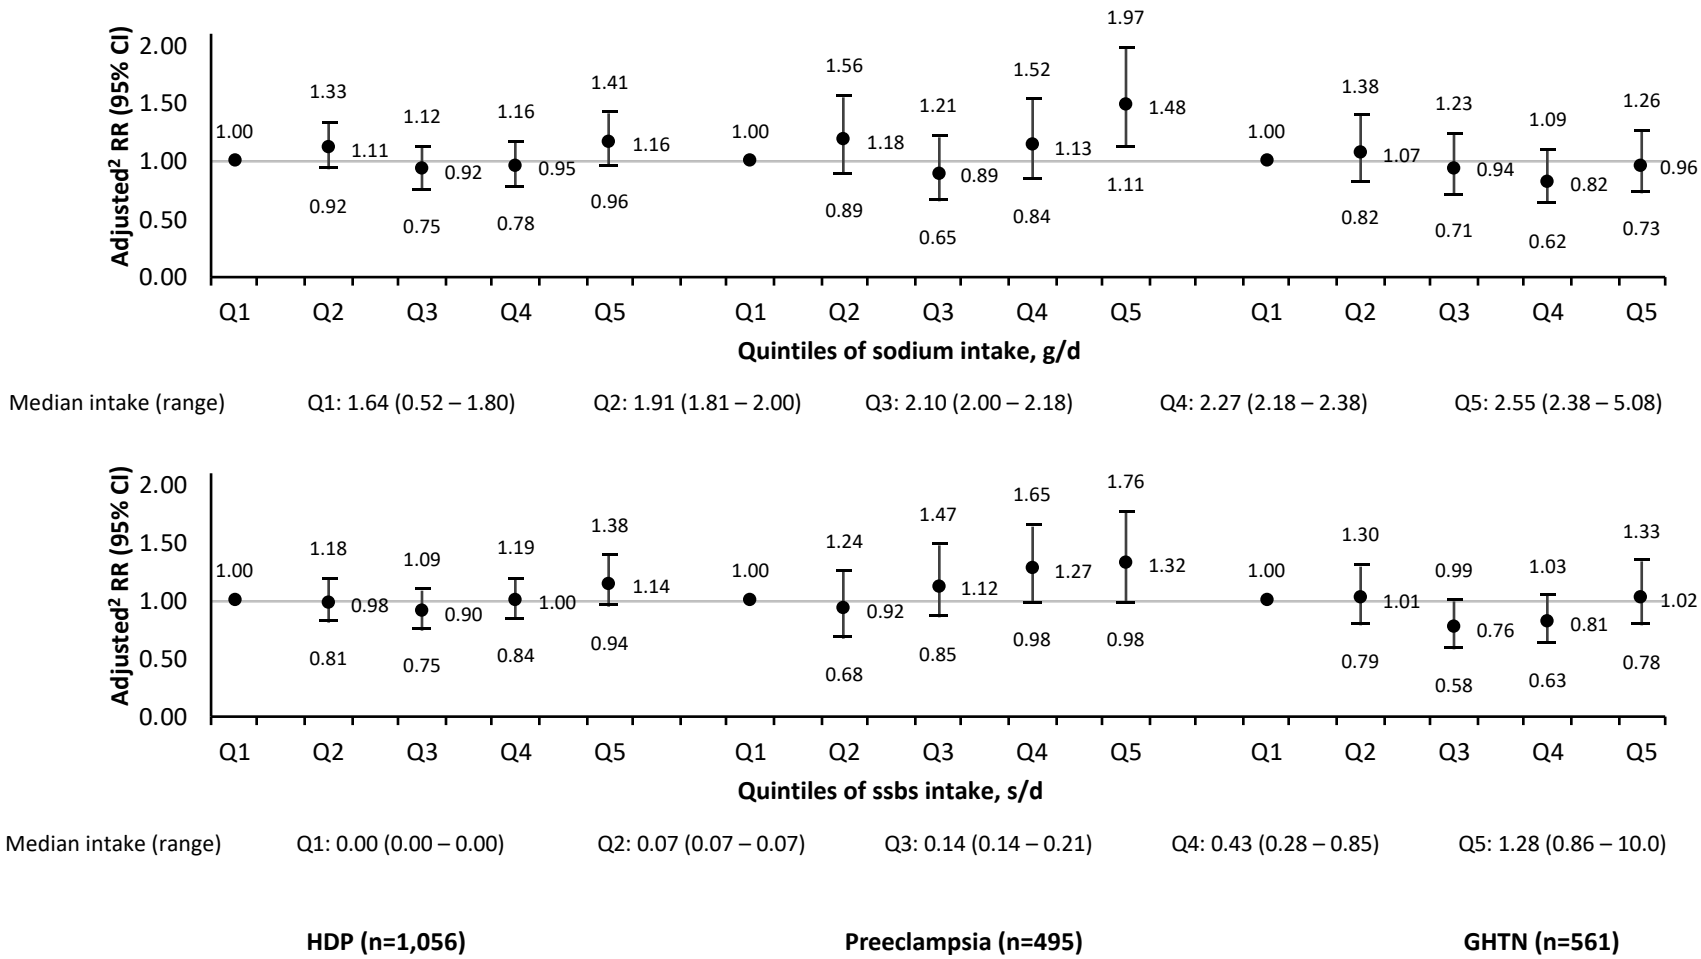 Adjusted² RR (95% CI)
2.00
1.50
1.00
0.50
0.00
1.00
1.33 1.11 0.92
1.12 0.92 0.75
1.16 0.95 0.78
1.41 1.16 0.96
1.00
1.56 1.18 0.89
1.21 0.89 0.65
1.52 1.13 0.84
1.97 1.48 1.11
1.00
1.38 1.07 0.82
1.23 0.94 0.71
1.09 0.82 0.62
1.26 0.96 0.73
Q1 Q2 Q3 Q4 Q5 Q1 Q2 Q3 Q4 Q5 Q1 Q2 Q3 Q4 Q5
Quintiles of sodium intake, g/d
Median intake (range) Q1: 1.64 (0.52 – 1.80) Q2: 1.91 (1.81 – 2.00) Q3: 2.10 (2.00 – 2.18) Q4: 2.27 (2.18 – 2.38) Q5: 2.55 (2.38 – 5.08)
Adjusted² RR (95% CI)
2.00
1.50
1.00
0.50
0.00
1.00
1.18 0.98 0.81
1.09 0.90 0.75
1.19 1.00 0.84
1.38 1.14 0.94
1.00
1.24 0.92 0.68
1.47 1.12 0.85
1.65 1.27 0.98
1.76 1.32 0.98
1.00
1.30 1.01 0.79
0.99 0.76 0.58
1.03 0.81 0.63
1.33 1.02 0.78
Q1 Q2 Q3 Q4 Q5 Q1 Q2 Q3 Q4 Q5 Q1 Q2 Q3 Q4 Q5
Quintiles of ssbs intake, s/d
Median intake (range) Q1: 0.00 (0.00 – 0.00) Q2: 0.07 (0.07 – 0.07) Q3: 0.14 (0.14 – 0.21) Q4: 0.43 (0.28 – 0.85) Q5: 1.28 (0.86 – 10.0)
HDP (n=1,056) Preeclampsia (n=495) GHTN (n=561)